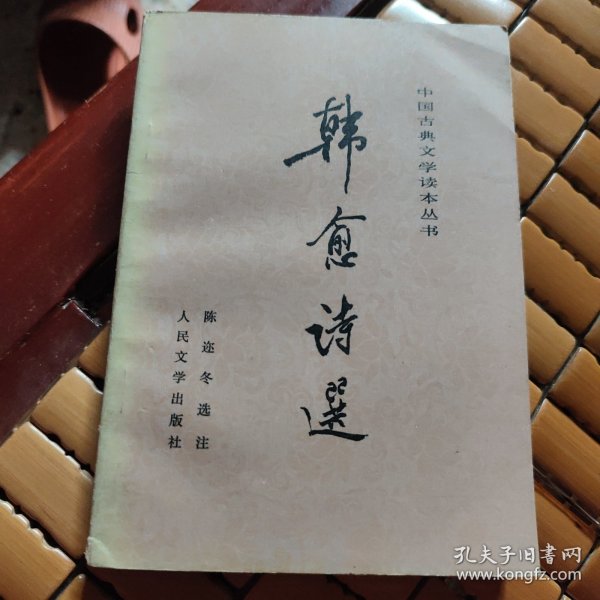 中国古典文学读本丛书
韩愈诗選
陈迩冬选注
人民文学出版社
孔夫子旧书网
www.kongfz.com